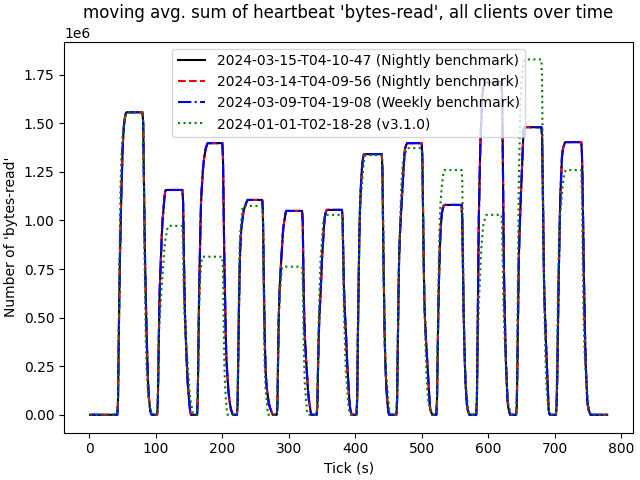 moving avg. sum of heartbeat 'bytes-read', all clients over time
1e6
2024-03-15-T04-10-47 (Nightly benchmark)
2024-03-14-T04-09-56 (Nightly benchmark)
2024-03-09-T04-19-08 (Weekly benchmark)
2024-01-01-T02-18-28 (v3.1.0)
Number of 'bytes-read'
1.75
1.50
1.25
1.00
0.75
0.50
0.25
0.00
0 100 200 300 400 500 600 700 800
Tick (s)